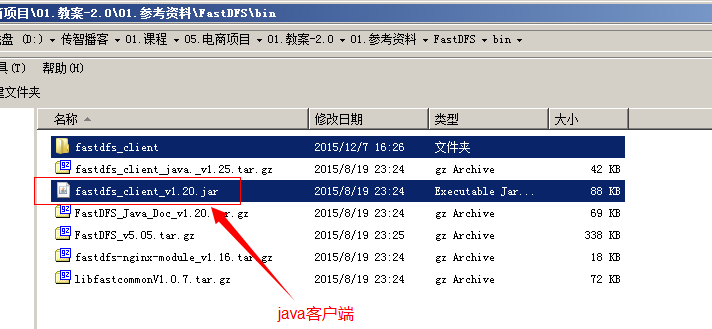 商项目\01.教案-2.0\01.参考资料\FastDFS\bin
盘 (D:) 传智播客 01.课程 05.电商项目 01.教案-2.0 01.参考资料 FastDFS bin
具(T) 帮助(H)
建文件夹
名称 修改日期 类型 大小
fastdfs_client 2015/12/7 16:26 文件夹
fastdfs_client_java._v1.25.tar.gz 2015/8/19 23:24 gz Archive 42 KB
fastdfs_client_v1.20.jar 2015/8/19 23:24 Executable Jar... 88 KB
FastDFS_Java_Doc_v1.20.tar.gz 2015/8/19 23:24 gz Archive 69 KB
FastDFS_v5.05.tar.gz 2015/8/19 23:25 gz Archive 338 KB
fastdfs-nginx-module_v1.16.tar.gz 2015/8/19 23:24 gz Archive 18 KB
libfastcommonV1.0.7.tar.gz 2015/8/19 23:24 gz Archive 72 KB
java客户端